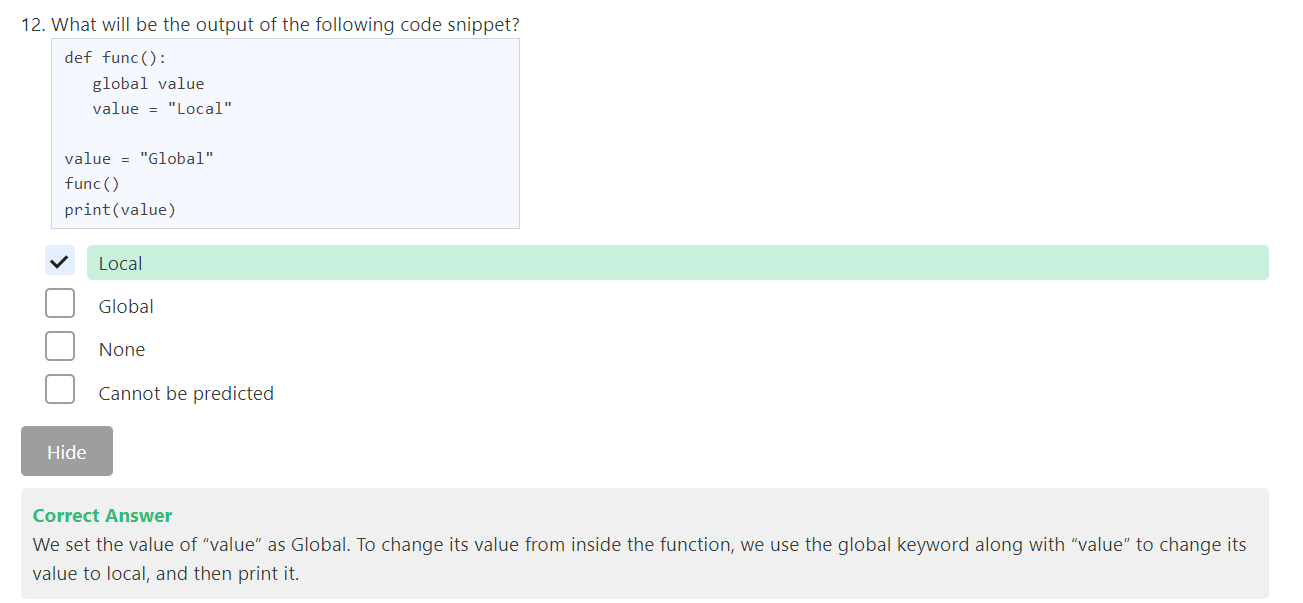 12. What will be the output of the following code snippet?
def func():
   global value
   value = "Local"
value = "Global"
func()
print(value)
Local
Global
None
Cannot be predicted
Hide
Correct Answer
We set the value of “value” as Global. To change its value from inside the function, we use the global keyword along with “value” to change its
value to local, and then print it.